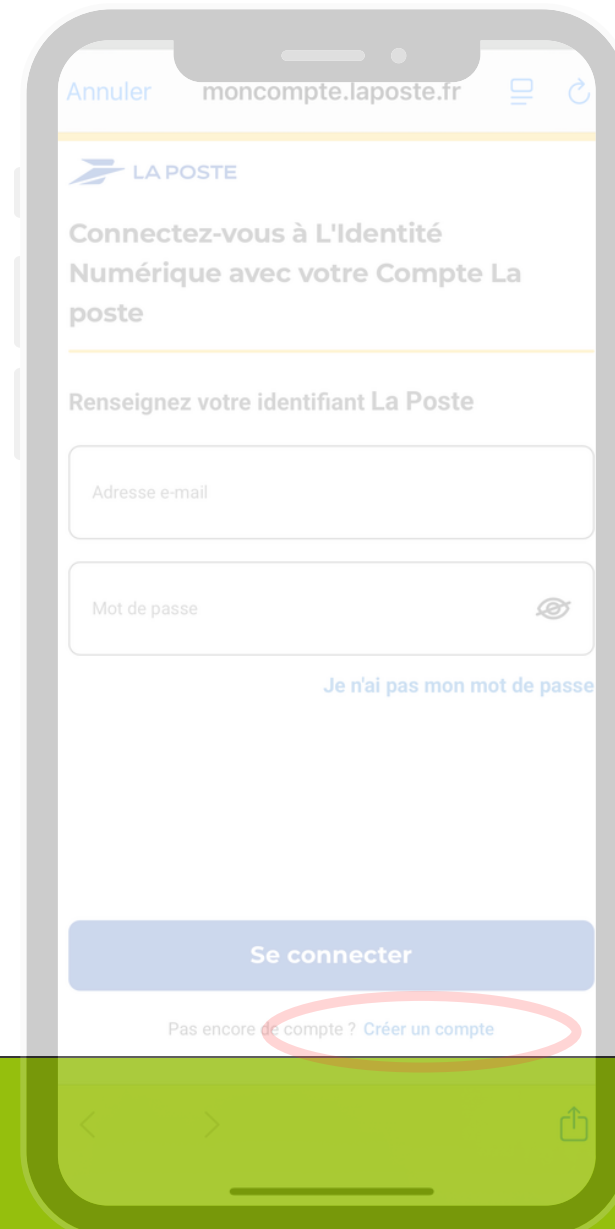 Annuler moncompte.laposte.fr
LA POSTE
Connectez-vous à L'Identité
Numérique avec votre Compte La
poste
Renseignez votre identifiant La Poste
Adresse e-mail
Mot de passe
Je n'ai pas mon mot de passe
Se connecter
Pas encore de compte ? Créer un compte